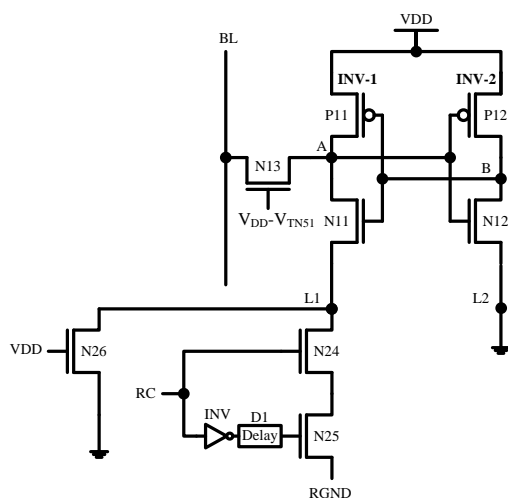 VDD
BL
INV-1
INV-2
P11
P12
A
N13
B
VDD-VTN51
N11
N12
L1
L2
VDD
N26
N24
RC
INV
D1
Delay
N25
RGND